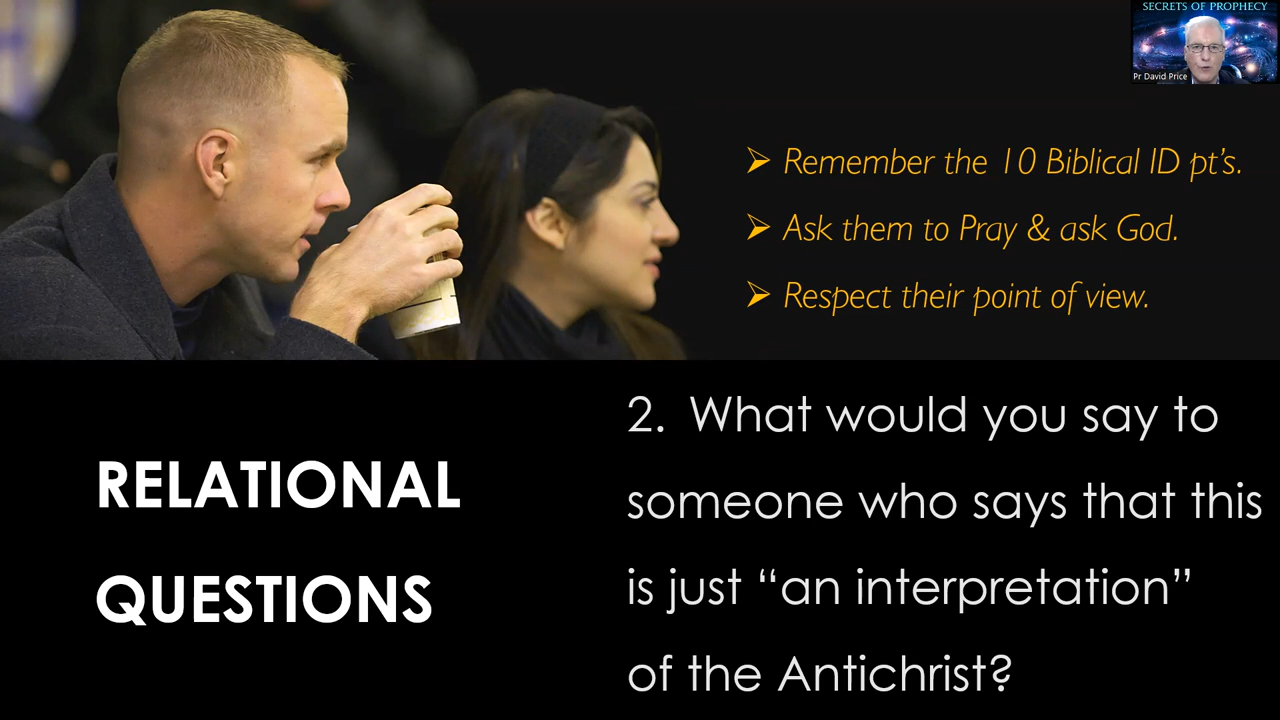 SECRETS OF PROPHECY
Pr David Price
➢ Remember the 10 Biblical ID pt's.
➢ Ask them to Pray & ask God.
➢ Respect their point of view.
RELATIONAL
QUESTIONS
2. What would you say to
someone who says that this
is just “an interpretation”
of the Antichrist?